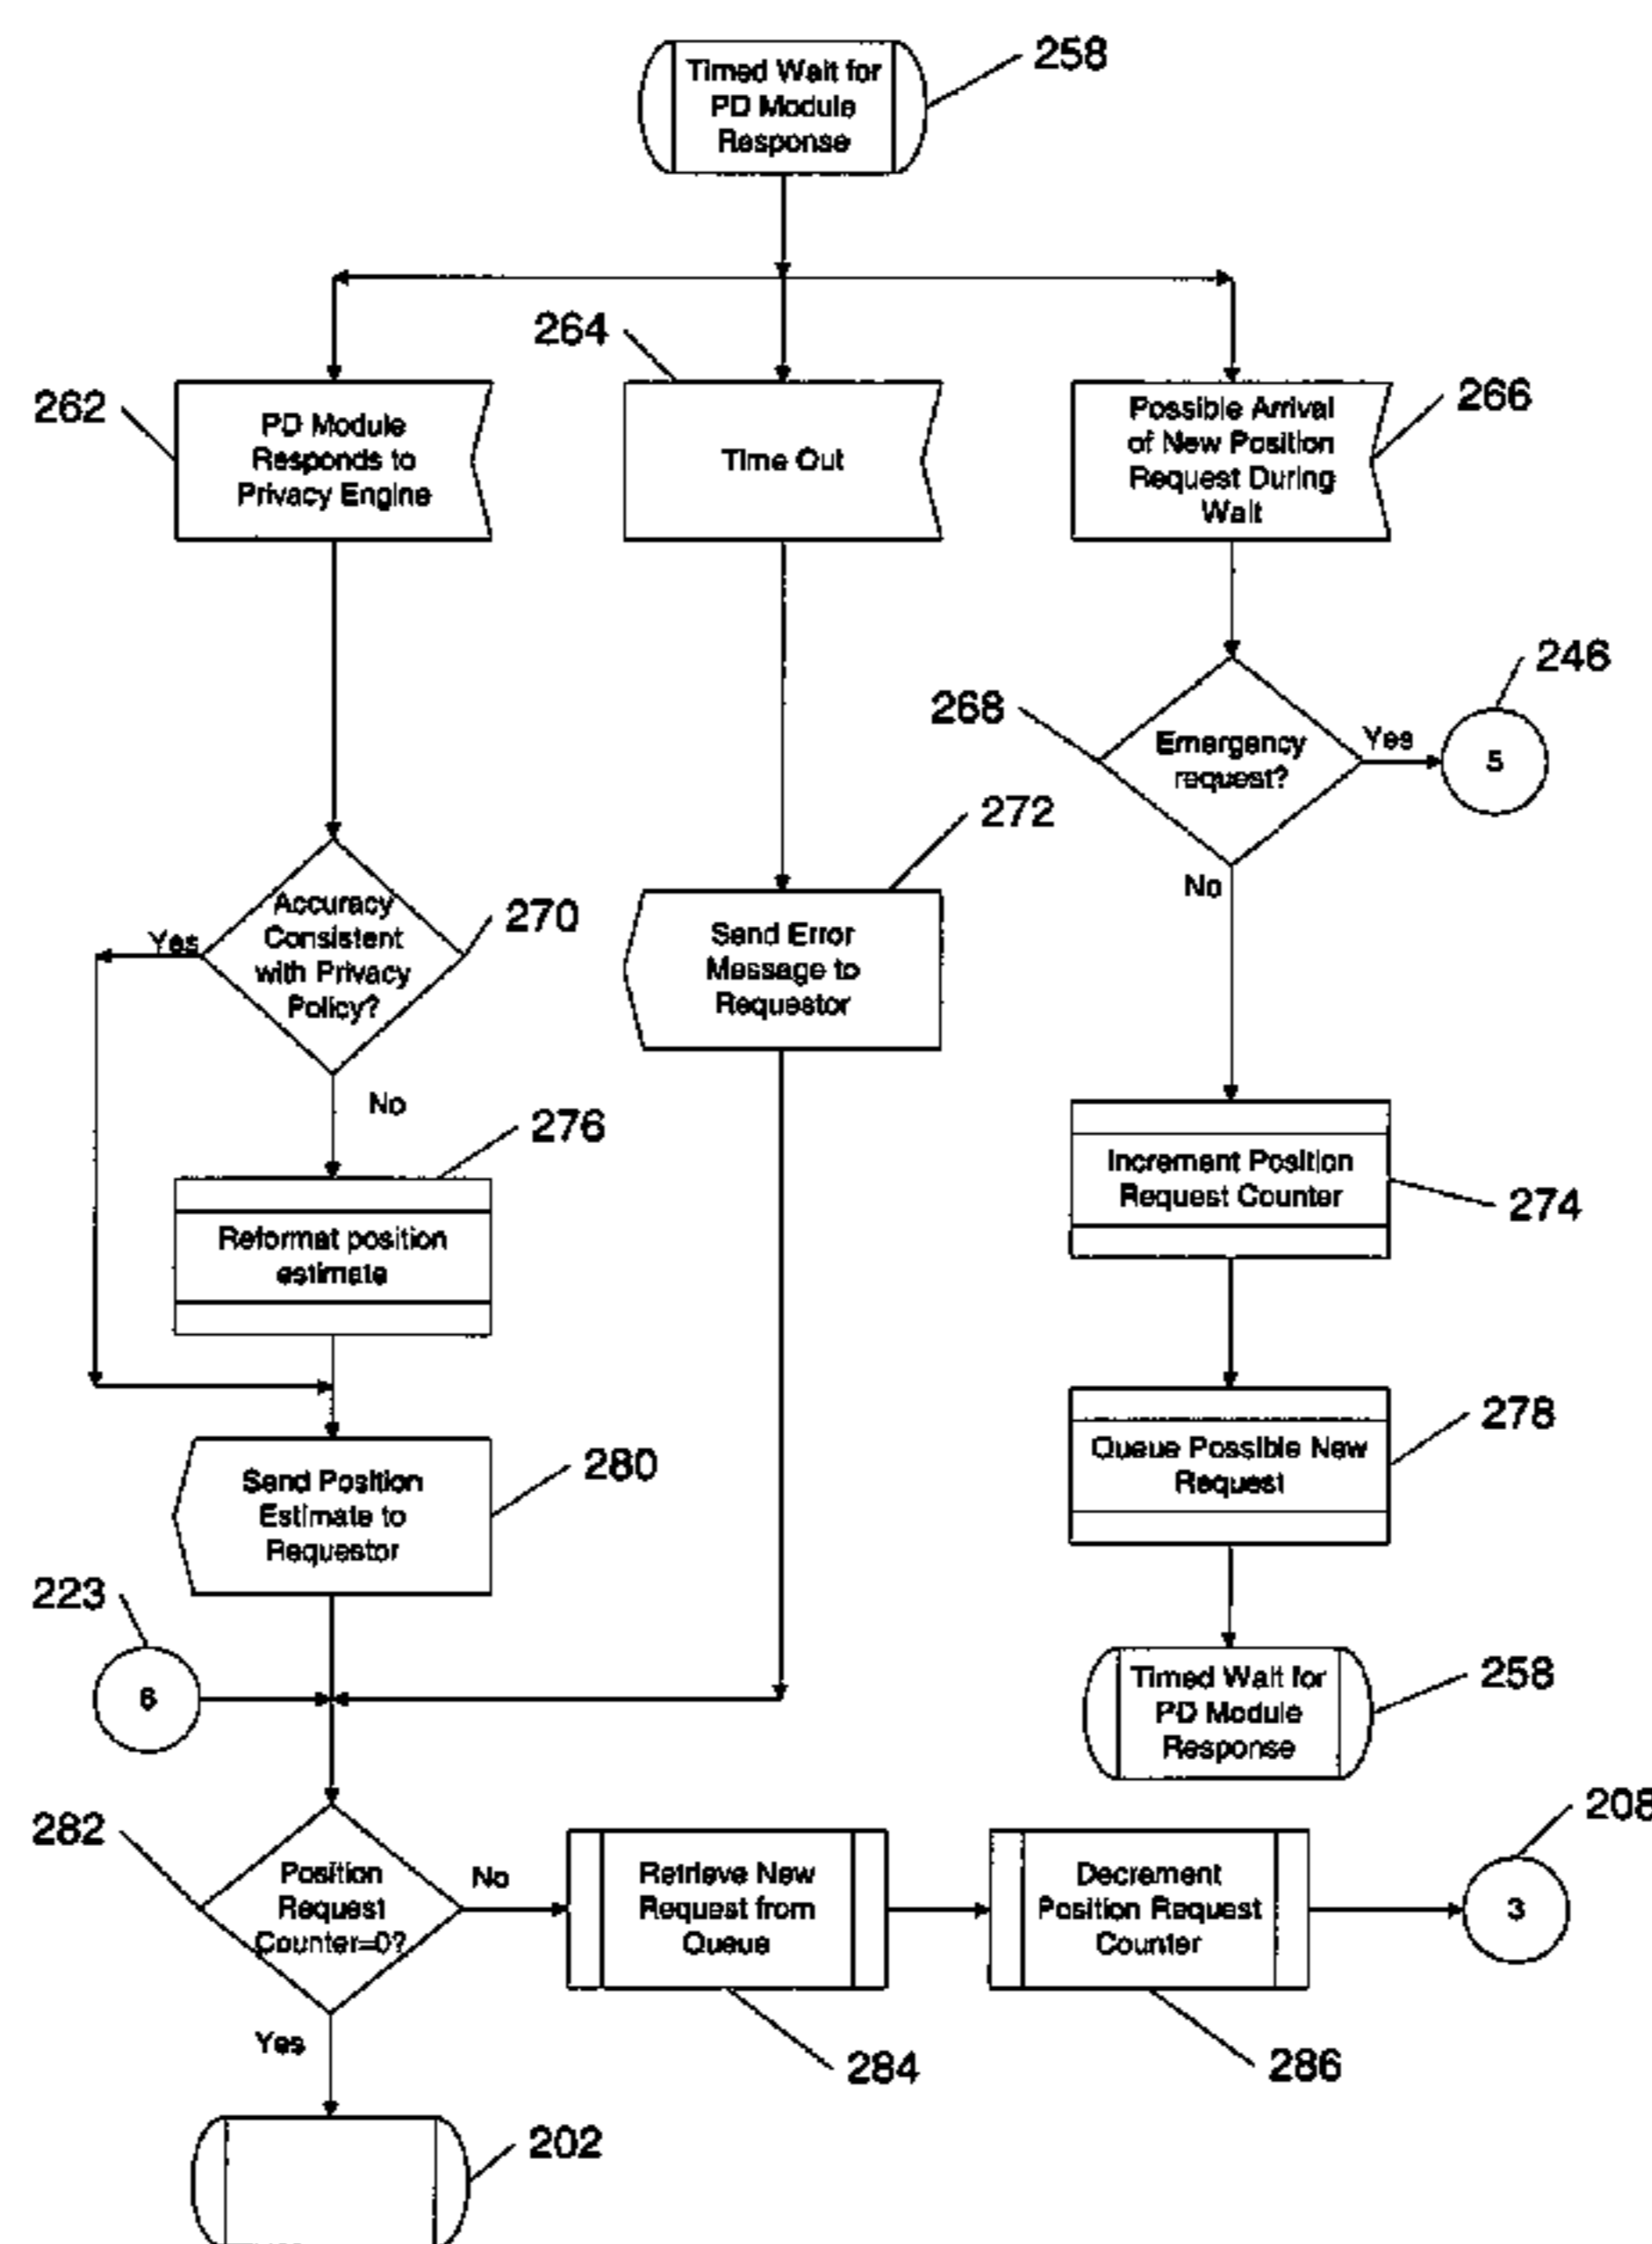 Timed Wait for
PD Module
Response
258
262
PD Module
Responds to
Privacy Engine
264
Time Out
Possible Arrival
of New Position
Request During
Wait
266
268
Emergency
request?
Yes
5
246
No
Accuracy
Consistent
with Privacy
Policy?
270
Yes
No
272
Send Error
Message to
Requestor
Increment Position
Request Counter
274
276
Reformat position
estimate
Queue Possible New
Request
278
Send Position
Estimate to
Requestor
280
223
6
Timed Wait for
PD Module
Response
258
282
Position
Request
Counter=0?
No
Retrieve New
Request from
Queue
284
Decrement
Position Request
Counter
286
3
208
Yes
202